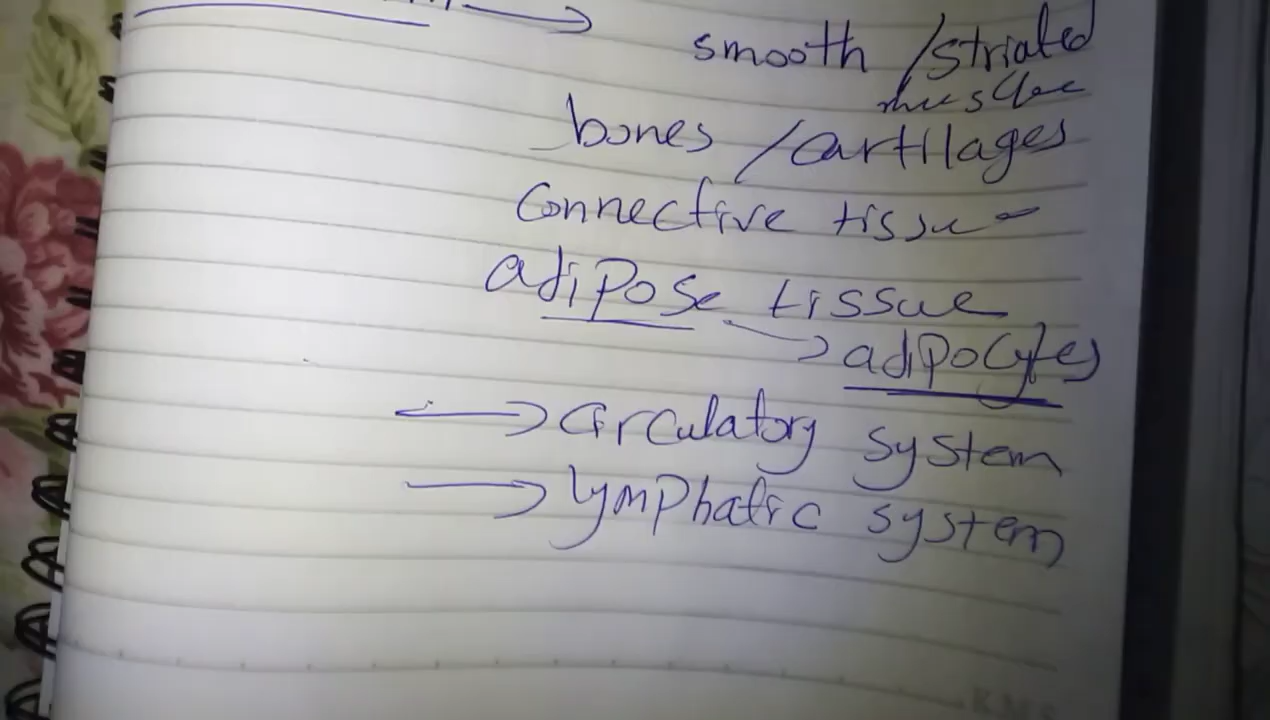 smooth /striated
muscle
bones /cartilages
connective tissue
adipose tissue
adipocytes
circulatory system
lymphatic system